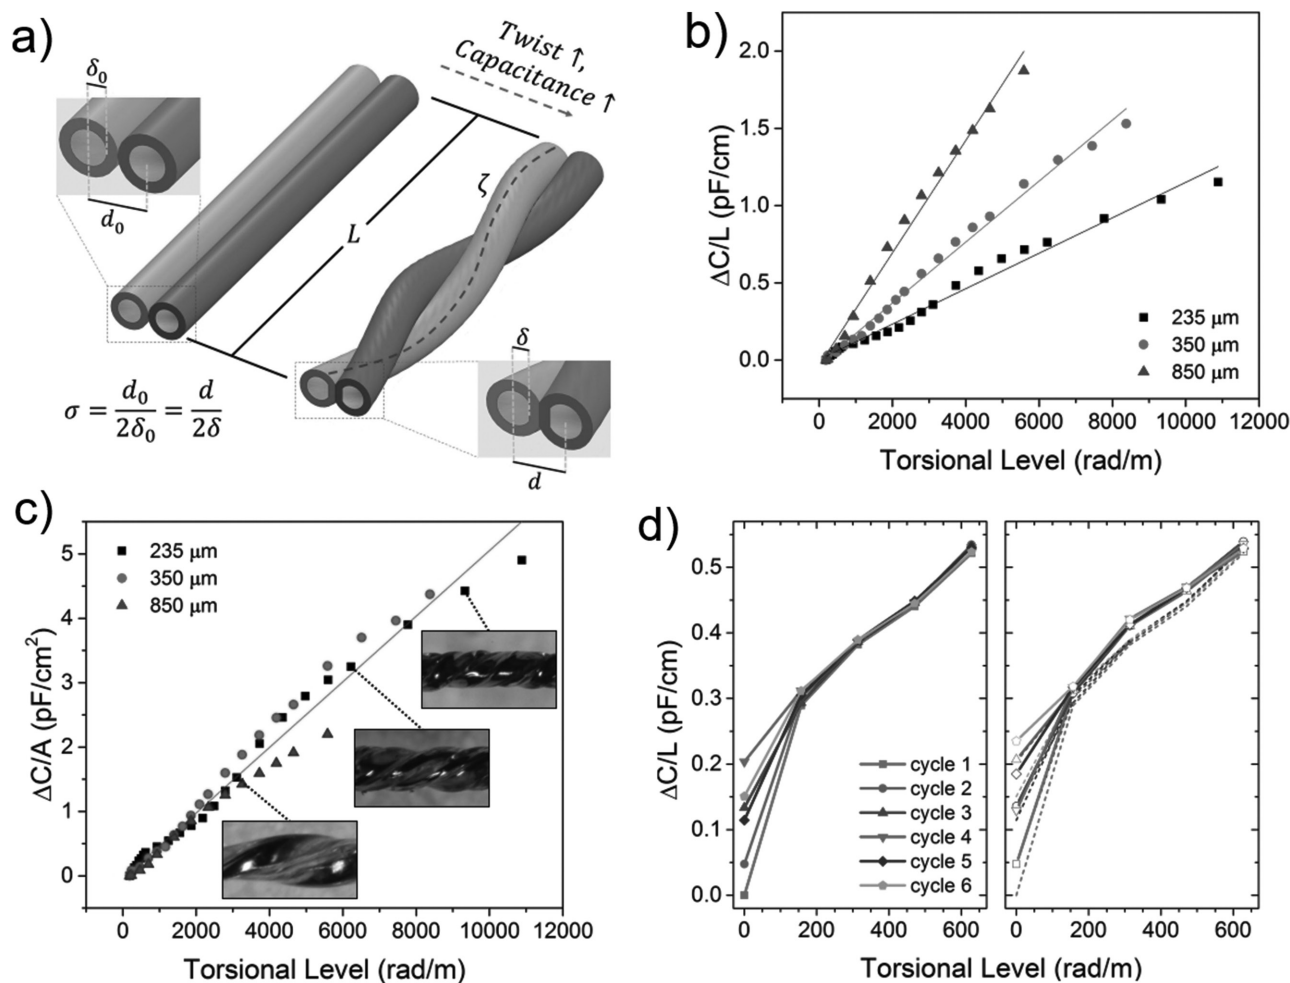 a)
δ₀
d₀
Twist ↑,
Capacitance ↑
ζ
L
δ
d
σ = d₀/2δ₀ = d/2δ
b)
ΔC/L (pF/cm)
2.0
1.5
1.0
0.5
0.0
235 μm
350 μm
850 μm
0 2000 4000 6000 8000 10000 12000
Torsional Level (rad/m)
c)
ΔC/A (pF/cm²)
235 μm
350 μm
850 μm
5
4
3
2
1
0
0 2000 4000 6000 8000 10000 12000
Torsional Level (rad/m)
d)
ΔC/L (pF/cm)
0.5
0.4
0.3
0.2
0.1
0.0
cycle 1
cycle 2
cycle 3
cycle 4
cycle 5
cycle 6
0 200 400 600 0 200 400 600
Torsional Level (rad/m)